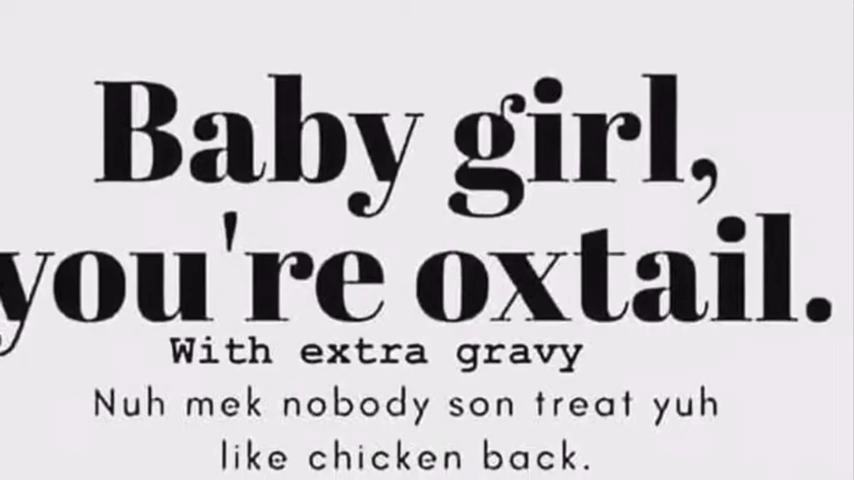 Baby girl,
you're oxtail.
With extra gravy
Nuh mek nobody son treat yuh
like chicken back.